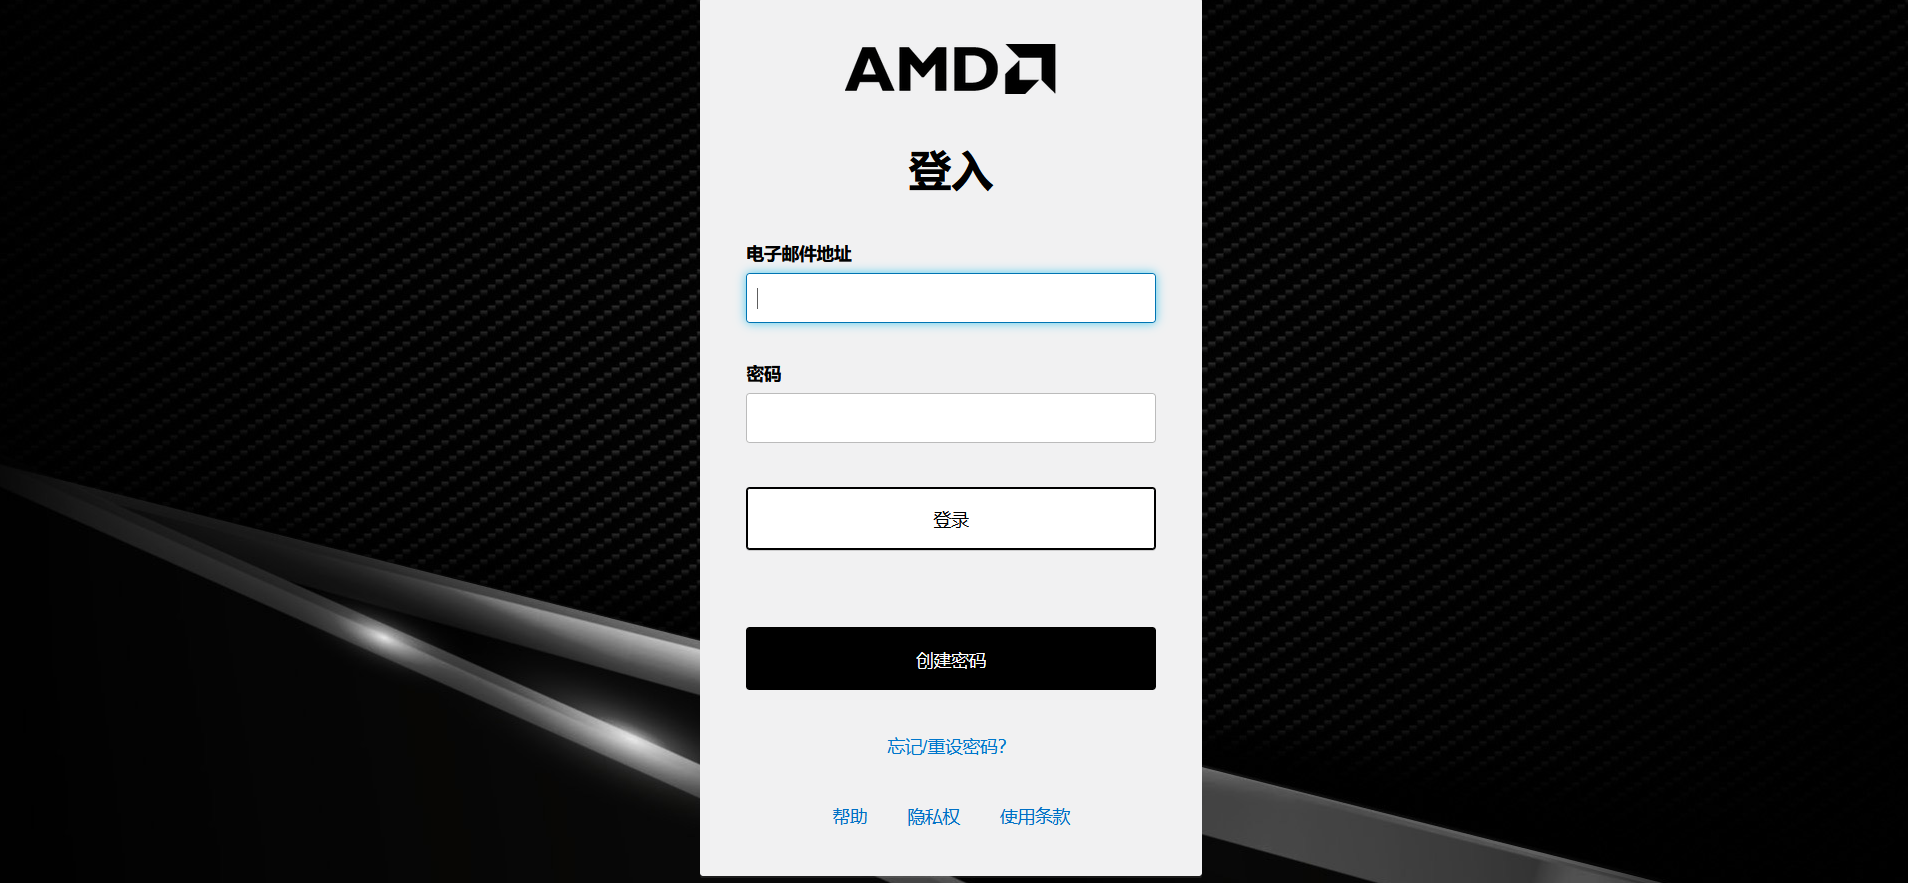 AMD
登入
电子邮件地址
密码
登录
创建密码
忘记/重设密码?
帮助 隐私权 使用条款